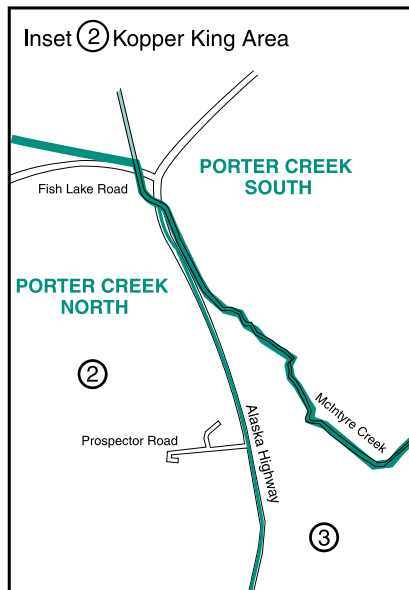 Inset 2 Kopper King Area
PORTER CREEK
SOUTH
Fish Lake Road
PORTER CREEK
NORTH
2
McIntyre Creek
Alaska Highway
Prospector Road
3